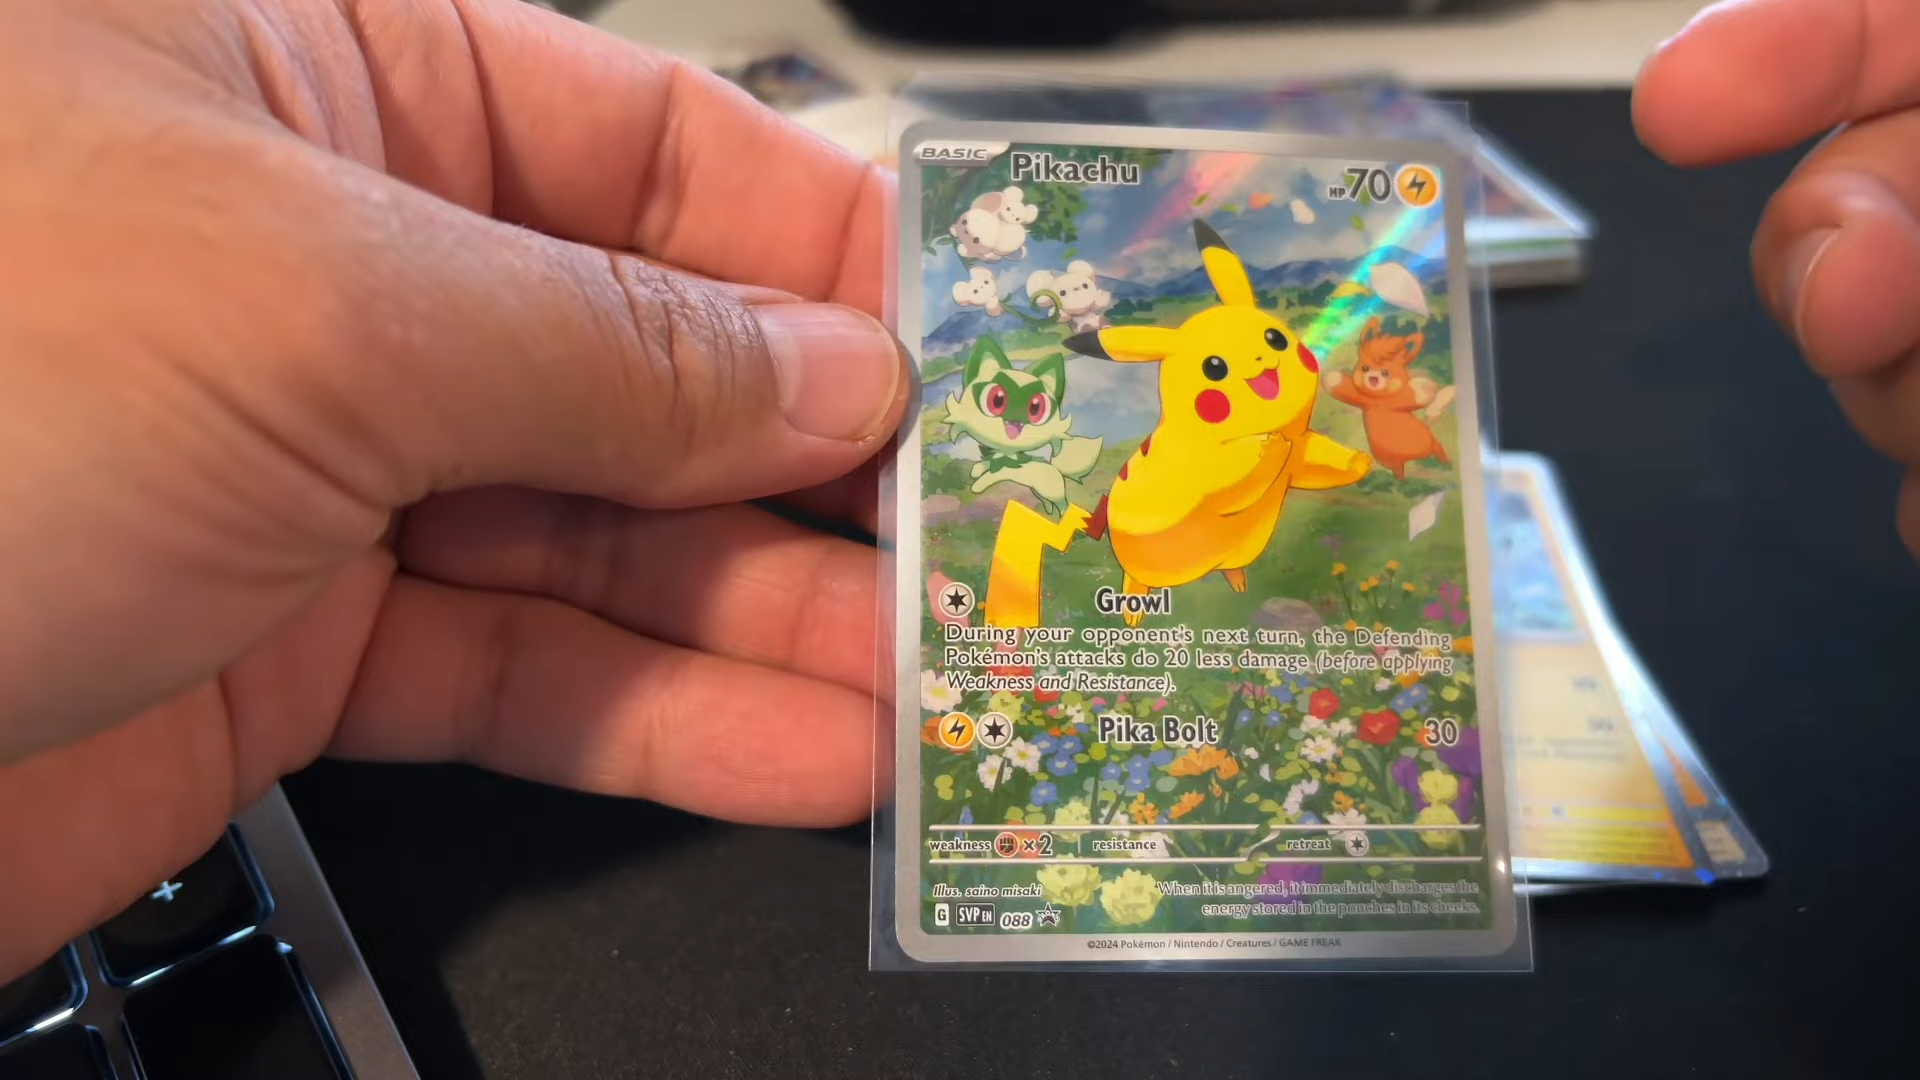 BASIC Pikachu HP 70
Growl
During your opponent's next turn, the Defending
Pokémon's attacks do 20 less damage (before applying
Weakness and Resistance).
Pika Bolt 30
weakness ×2 resistance retreat
Illus. saino misaki
When it is angered, it immediately discharges the
energy stored in the pouches in its cheeks.
G SVP EN 088
©2024 Pokémon / Nintendo / Creatures / GAME FREAK
+